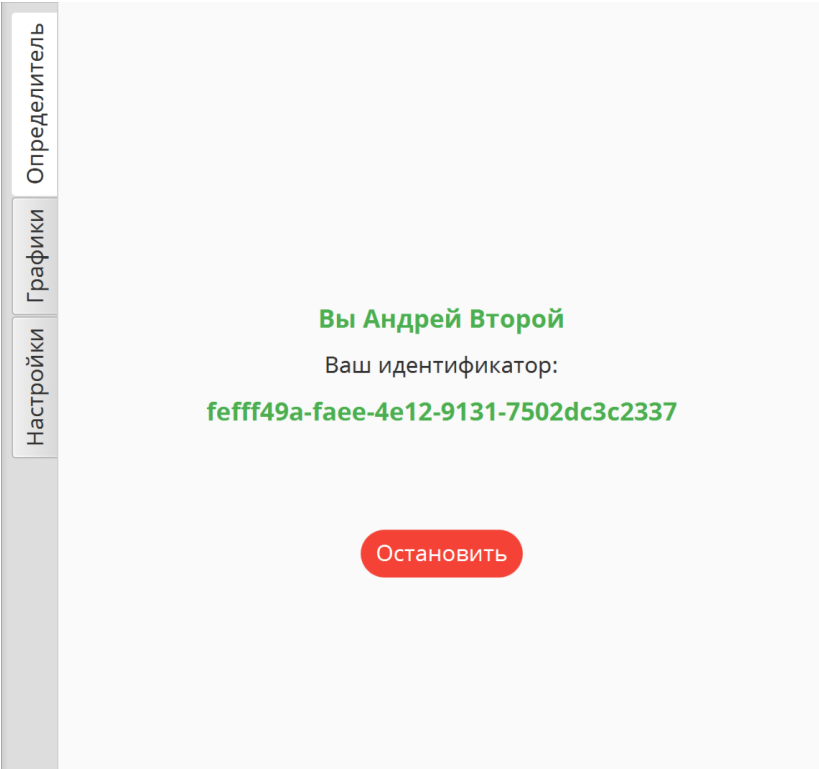 Определитель
Графики
Настройки
Вы Андрей Второй
Ваш идентификатор:
fefff49a-faee-4e12-9131-7502dc3c2337
Остановить